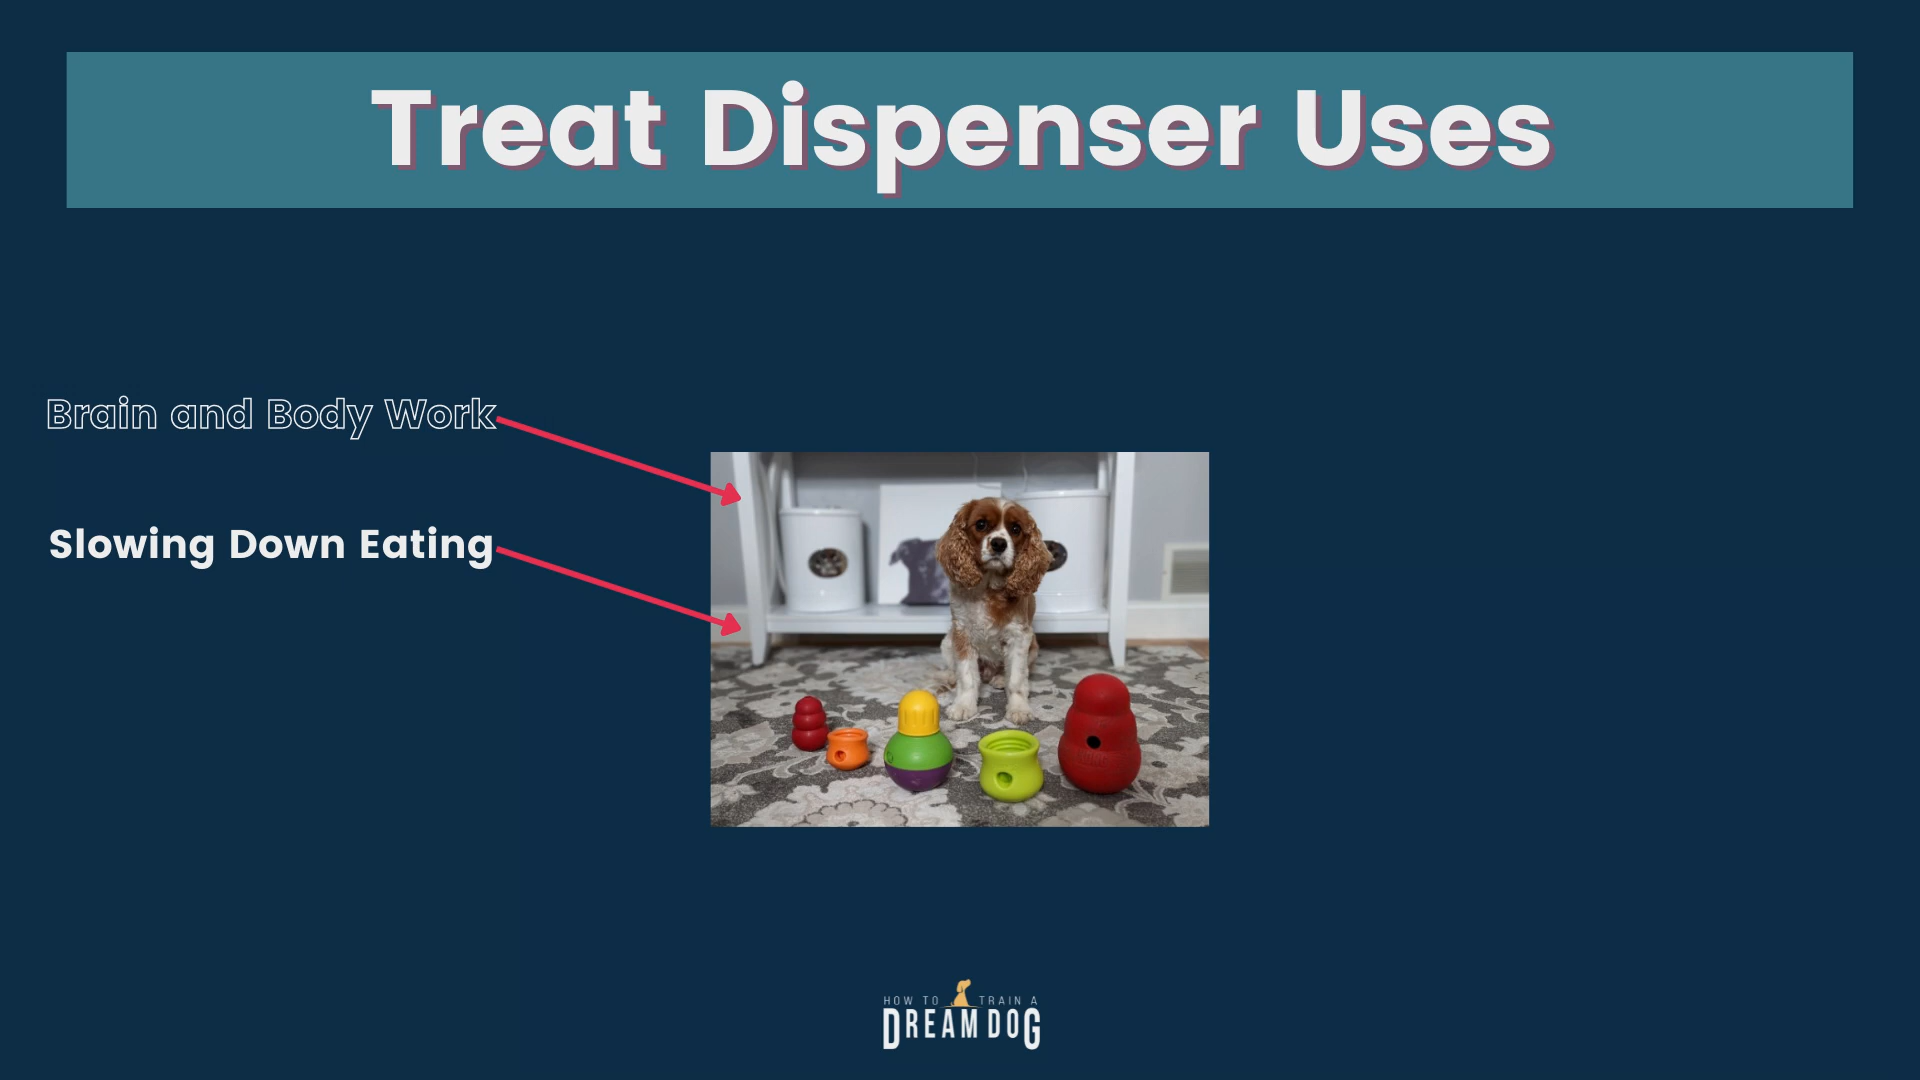 Treat Dispenser Uses
Brain and Body Work
Slowing Down Eating
HOW TO TRAIN A
DREAM DOG